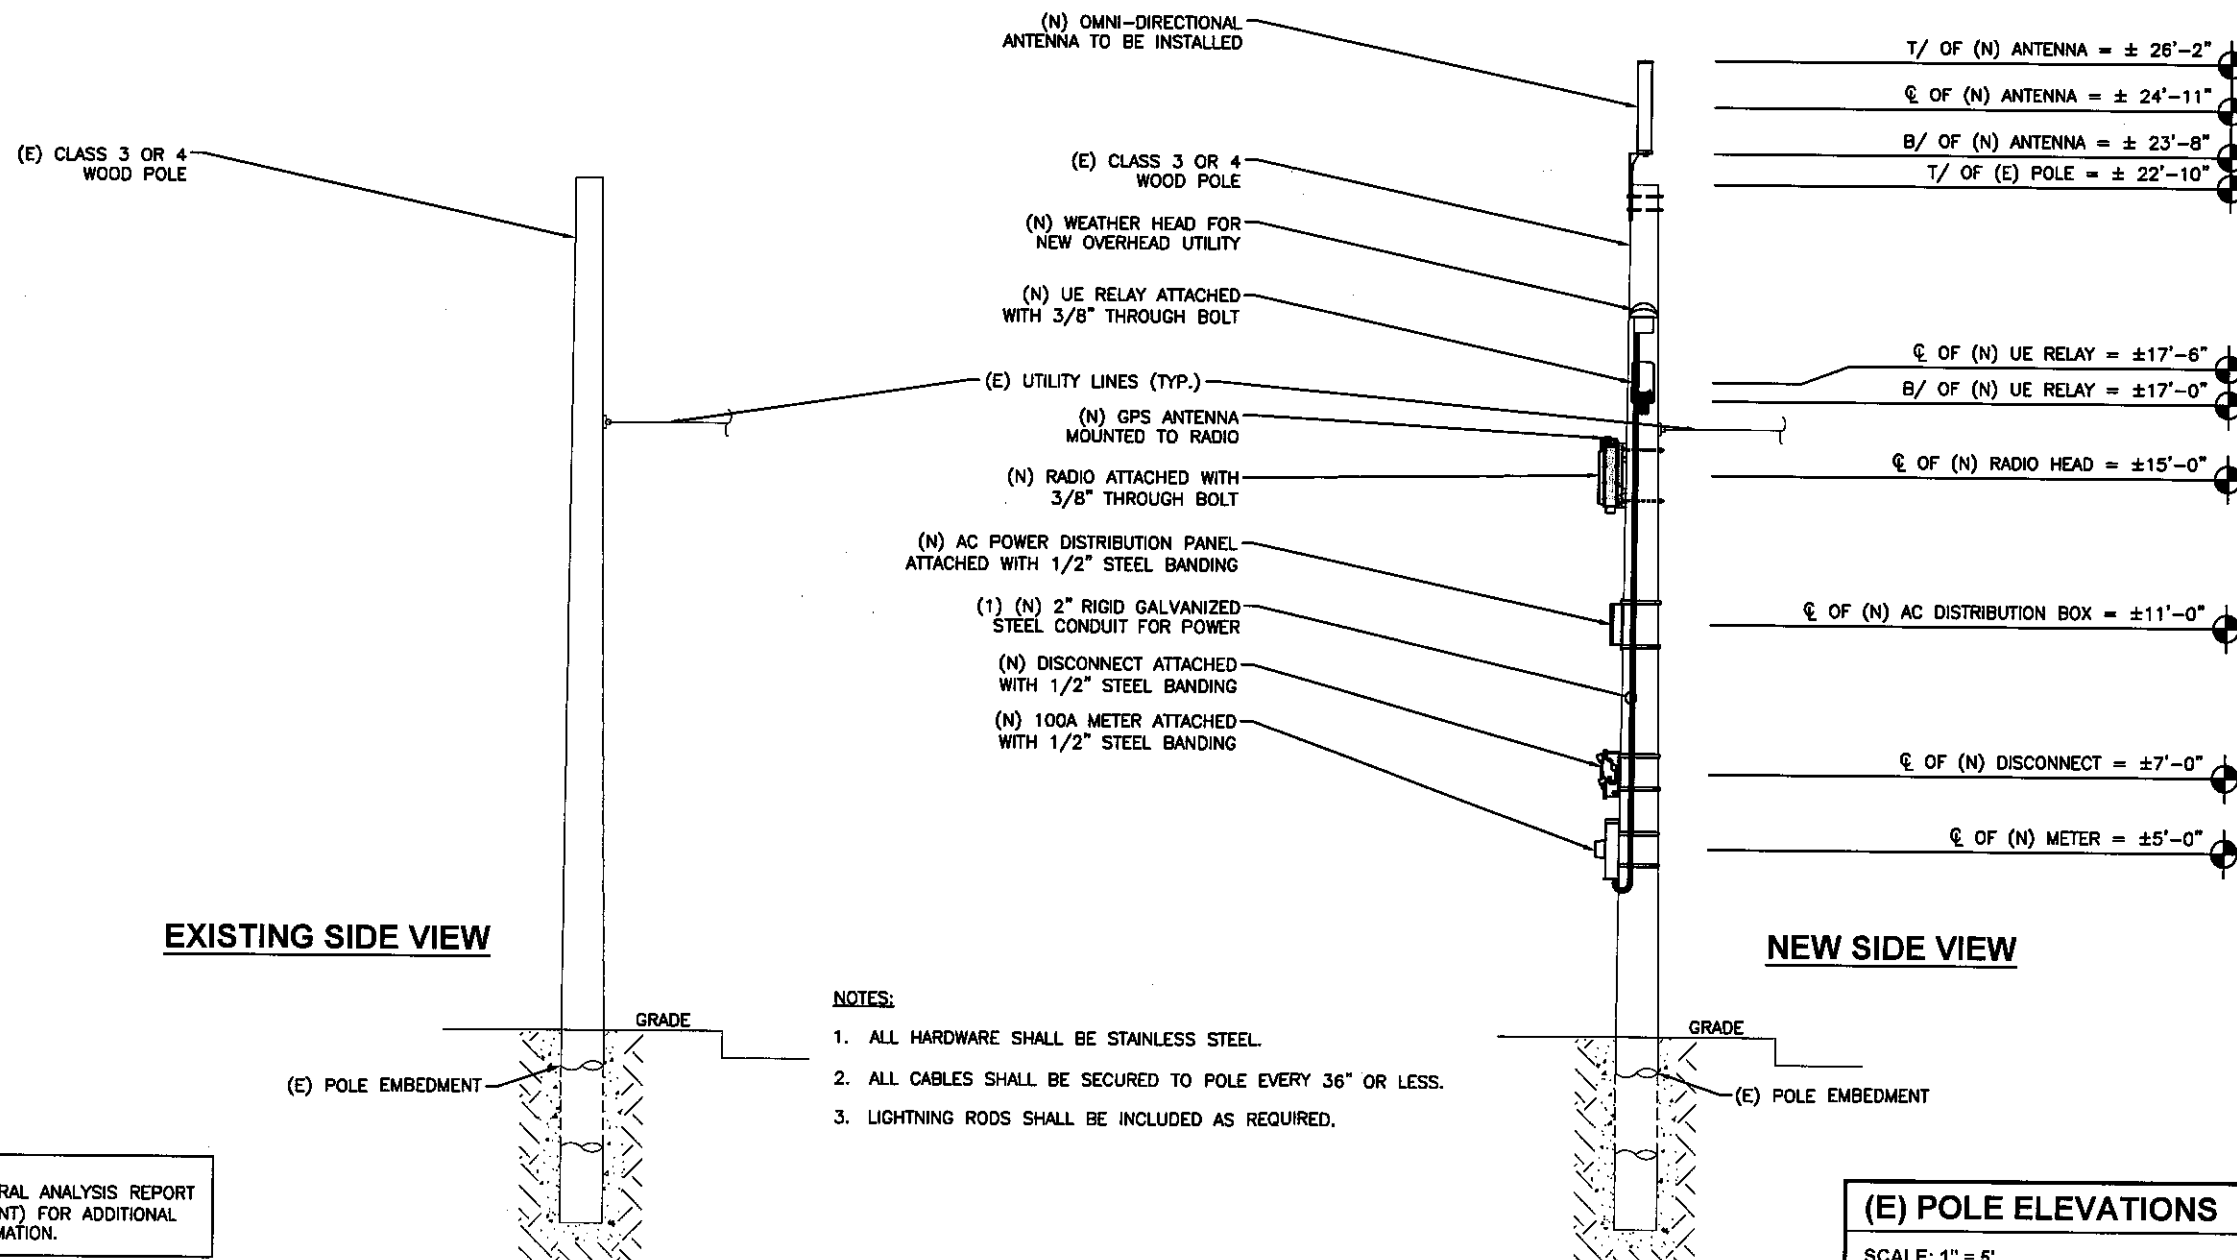 (N) OMNI-DIRECTIONAL
ANTENNA TO BE INSTALLED
T/ OF (N) ANTENNA = ± 26'-2"
℄ OF (N) ANTENNA = ± 24'-11"
B/ OF (N) ANTENNA = ± 23'-8"
T/ OF (E) POLE = ± 22'-10"
(E) CLASS 3 OR 4
WOOD POLE
(E) CLASS 3 OR 4
WOOD POLE
(N) WEATHER HEAD FOR
NEW OVERHEAD UTILITY
(N) UE RELAY ATTACHED
WITH 3/8" THROUGH BOLT
℄ OF (N) UE RELAY = ±17'-6"
B/ OF (N) UE RELAY = ±17'-0"
(E) UTILITY LINES (TYP.)
(N) GPS ANTENNA
MOUNTED TO RADIO
(N) RADIO ATTACHED WITH
3/8" THROUGH BOLT
℄ OF (N) RADIO HEAD = ±15'-0"
(N) AC POWER DISTRIBUTION PANEL
ATTACHED WITH 1/2" STEEL BANDING
(1) (N) 2" RIGID GALVANIZED
STEEL CONDUIT FOR POWER
℄ OF (N) AC DISTRIBUTION BOX = ±11'-0"
(N) DISCONNECT ATTACHED
WITH 1/2" STEEL BANDING
(N) 100A METER ATTACHED
WITH 1/2" STEEL BANDING
℄ OF (N) DISCONNECT = ±7'-0"
℄ OF (N) METER = ±5'-0"
EXISTING SIDE VIEW
NEW SIDE VIEW
GRADE
GRADE
(E) POLE EMBEDMENT
(E) POLE EMBEDMENT
NOTES:
1. ALL HARDWARE SHALL BE STAINLESS STEEL.
2. ALL CABLES SHALL BE SECURED TO POLE EVERY 36" OR LESS.
3. LIGHTNING RODS SHALL BE INCLUDED AS REQUIRED.
RAL ANALYSIS REPORT
NT) FOR ADDITIONAL
MATION.
(E) POLE ELEVATIONS
SCALE: 1" = 5'